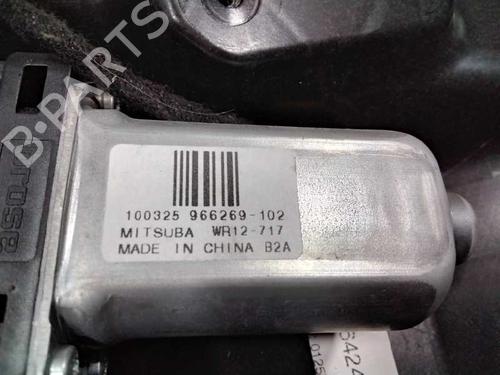 B-PARTS
100325 966269-102
MITSUBA WR12-717
MADE IN CHINA B2A